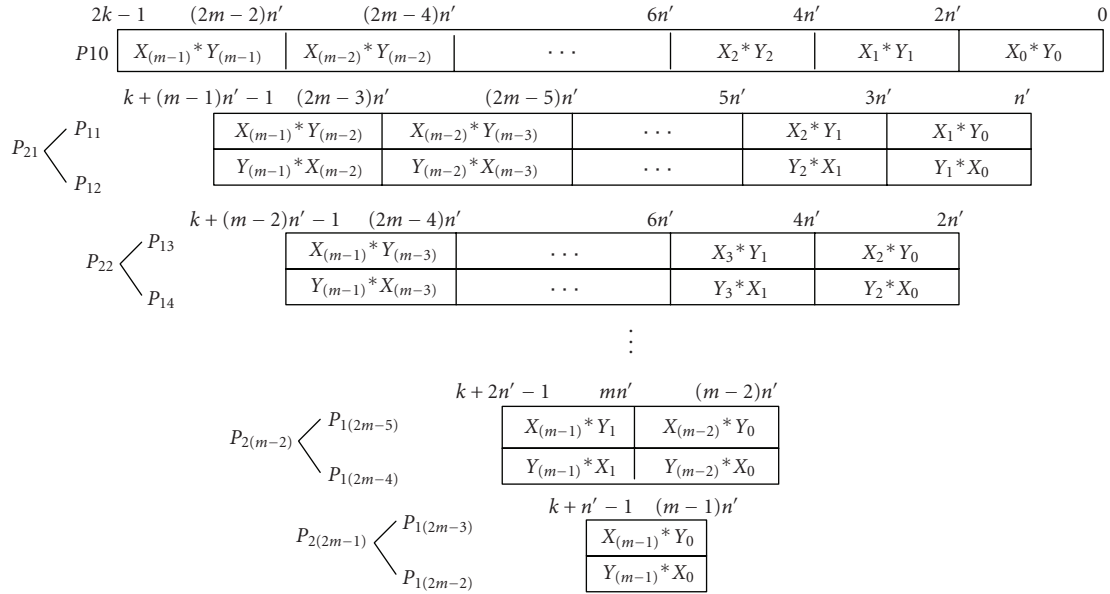 2k − 1 (2m − 2)n′ (2m − 4)n′ 6n′ 4n′ 2n′ 0
P10 X(m−1)*Y(m−1) X(m−2)*Y(m−2) ··· X2*Y2 X1*Y1 X0*Y0
k + (m − 1)n′ − 1 (2m − 3)n′ (2m − 5)n′ 5n′ 3n′ n′
P11 X(m−1)*Y(m−2) X(m−2)*Y(m−3) ··· X2*Y1 X1*Y0
P21
P12 Y(m−1)*X(m−2) Y(m−2)*X(m−3) ··· Y2*X1 Y1*X0
k + (m − 2)n′ − 1 (2m − 4)n′ 6n′ 4n′ 2n′
P13 X(m−1)*Y(m−3) ··· X3*Y1 X2*Y0
P22
P14 Y(m−1)*X(m−3) ··· Y3*X1 Y2*X0
⋮
k + 2n′ − 1 mn′ (m − 2)n′
P1(2m−5) X(m−1)*Y1 X(m−2)*Y0
P2(m−2)
P1(2m−4) Y(m−1)*X1 Y(m−2)*X0
k + n′ − 1 (m − 1)n′
P1(2m−3) X(m−1)*Y0
P2(2m−1)
P1(2m−2) Y(m−1)*X0